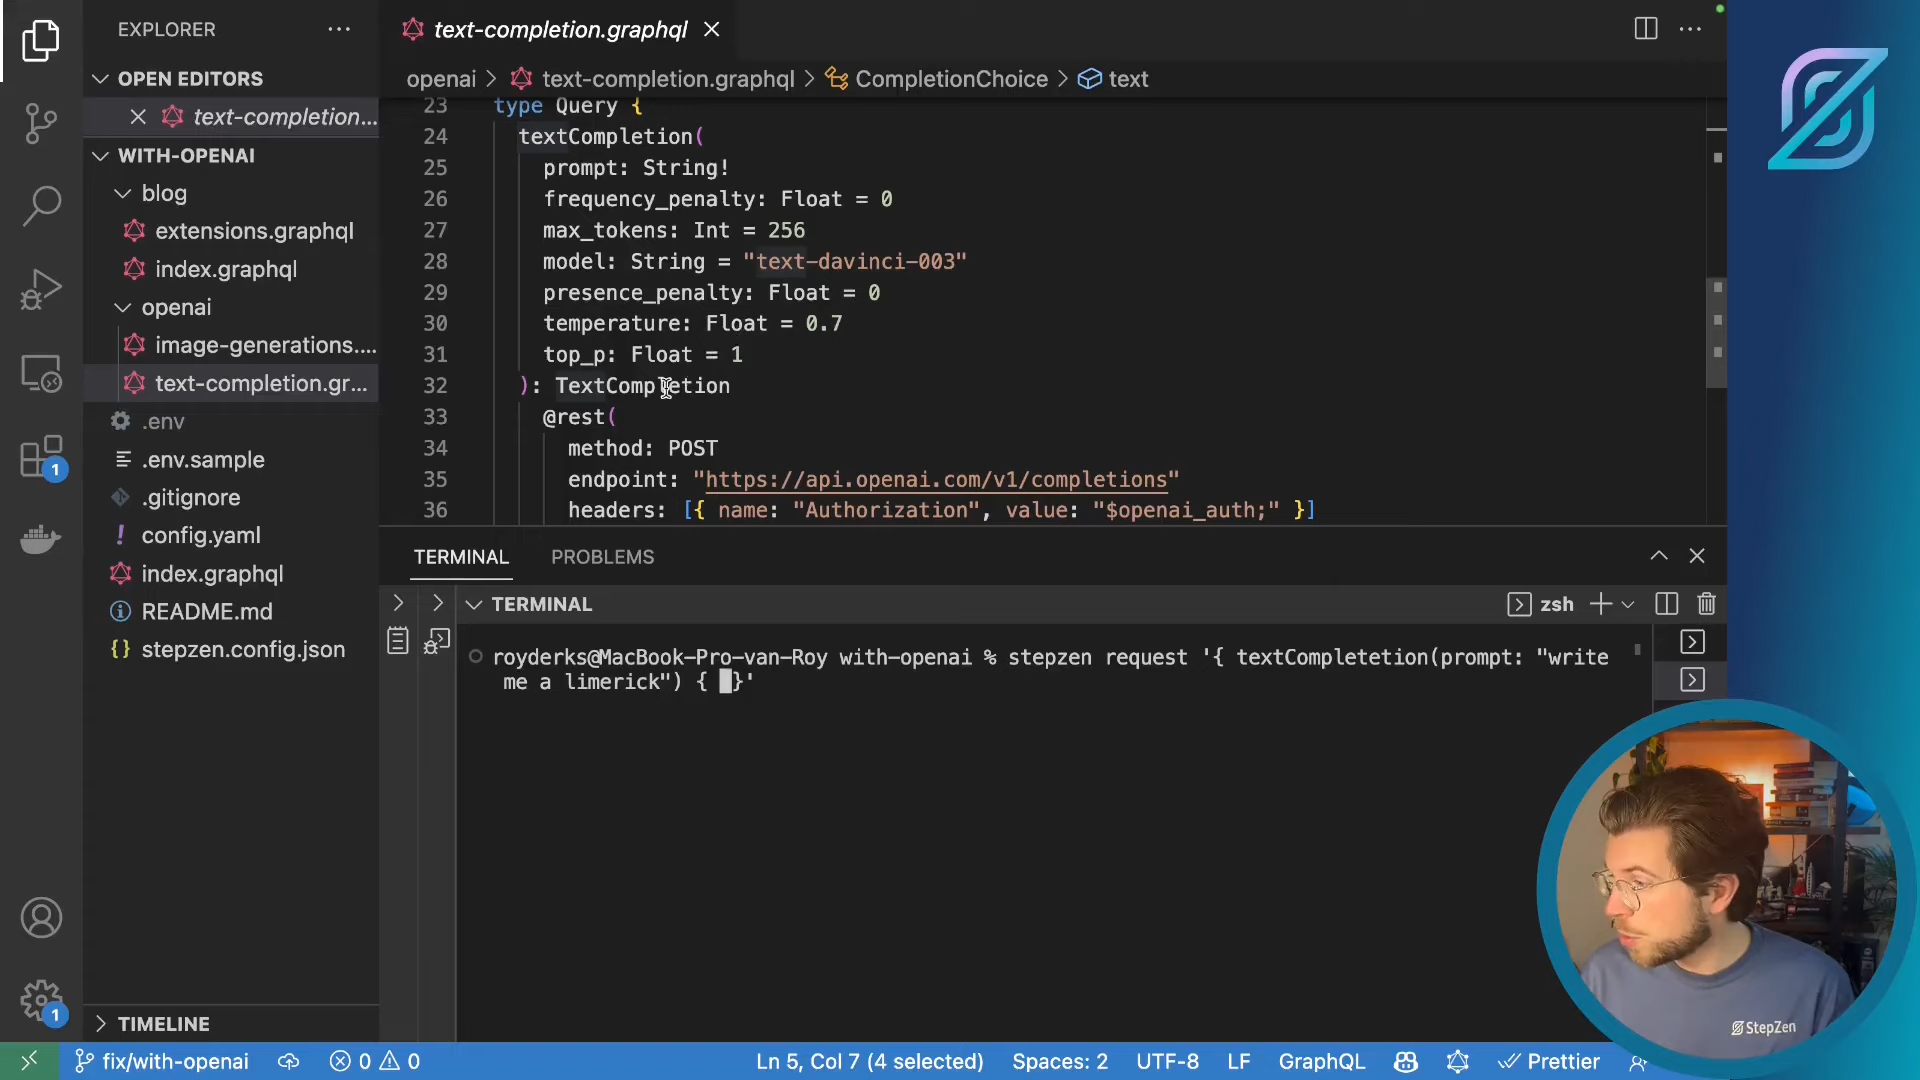 EXPLORER
OPEN EDITORS
text-completion...
WITH-OPENAI
blog
extensions.graphql
index.graphql
openai
image-generations....
text-completion.gr...
.env
.env.sample
.gitignore
config.yaml
index.graphql
README.md
stepzen.config.json
1
1
TIMELINE
text-completion.graphql
openai > text-completion.graphql > CompletionChoice > text
23 type Query {
24 textCompletion(
25 prompt: String!
26 frequency_penalty: Float = 0
27 max_tokens: Int = 256
28 model: String = "text-davinci-003"
29 presence_penalty: Float = 0
30 temperature: Float = 0.7
31 top_p: Float = 1
32 ): TextCompletion
33 @rest(
34 method: POST
35 endpoint: "https://api.openai.com/v1/completions"
36 headers: [{ name: "Authorization", value: "$openai_auth;" }]
TERMINAL PROBLEMS
TERMINAL
zsh
royderks@MacBook-Pro-van-Roy with-openai % stepzen request '{ textCompletetion(prompt: "write
me a limerick") { }'
StepZen
fix/with-openai 0 0 Ln 5, Col 7 (4 selected) Spaces: 2 UTF-8 LF GraphQL Prettier